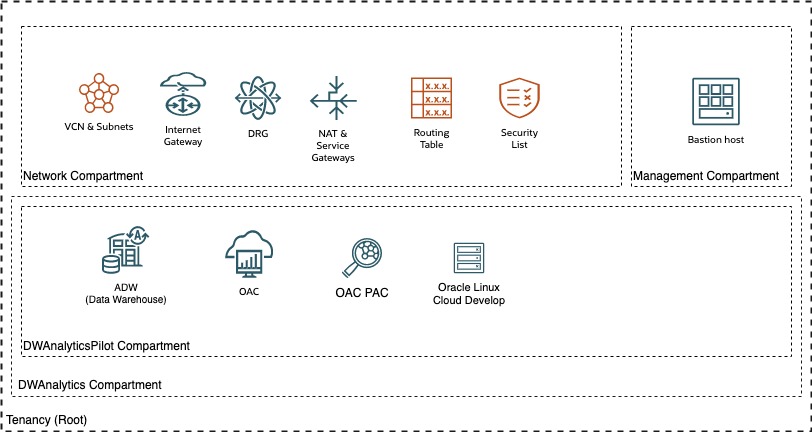 VCN & Subnets
Internet
Gateway
DRG
NAT &
Service
Gateways
x.x.x.
x.x.x.
x.x.x.
Routing
Table
Security
List
Network Compartment
Bastion host
Management Compartment
A
ADW
(Data Warehouse)
OAC
OAC PAC
Oracle Linux
Cloud Develop
DWAnalyticsPilot Compartment
DWAnalytics Compartment
Tenancy (Root)